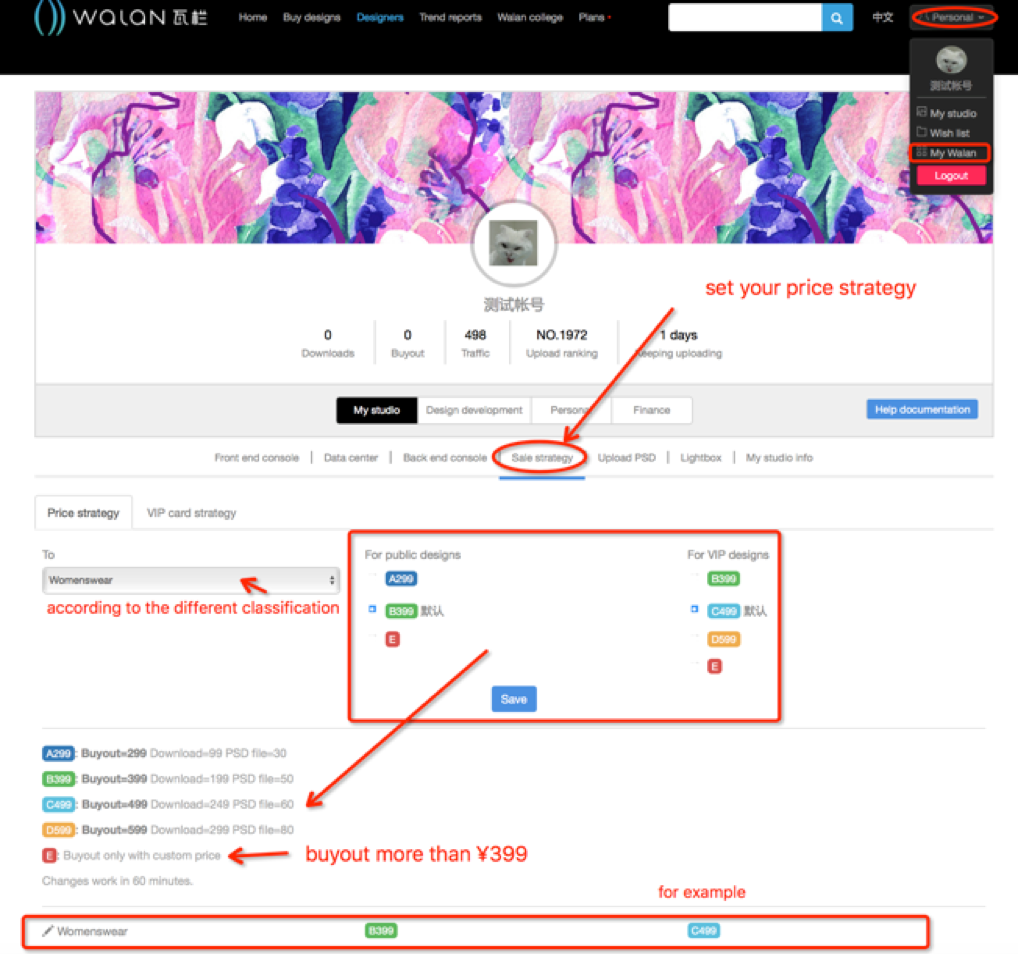 WALAN 瓦栏 Home Buy designs Designers Trend reports Walan college Plans 中文 Personal
测试帐号
My studio
Wish list
My Walan
Logout
测试帐号
set your price strategy
0 0 498 NO.1972 1 days
Downloads Buyout Traffic Upload ranking Keeping uploading
My studio Design development Personal Finance Help documentation
Front end console | Data center | Back end console Sale strategy Upload PSD | Lightbox | My studio info
Price strategy VIP card strategy
To For public designs For VIP designs
Womenswear A299 B399
according to the different classification
B399 默认 C499 默认
E D599
E
Save
A299: Buyout=299 Download=99 PSD file=30
B399: Buyout=399 Download=199 PSD file=50
C499: Buyout=499 Download=249 PSD file=60
D599: Buyout=599 Download=299 PSD file=80
E: Buyout only with custom price buyout more than ¥399
Changes work in 60 minutes.
for example
Womenswear B399 C499